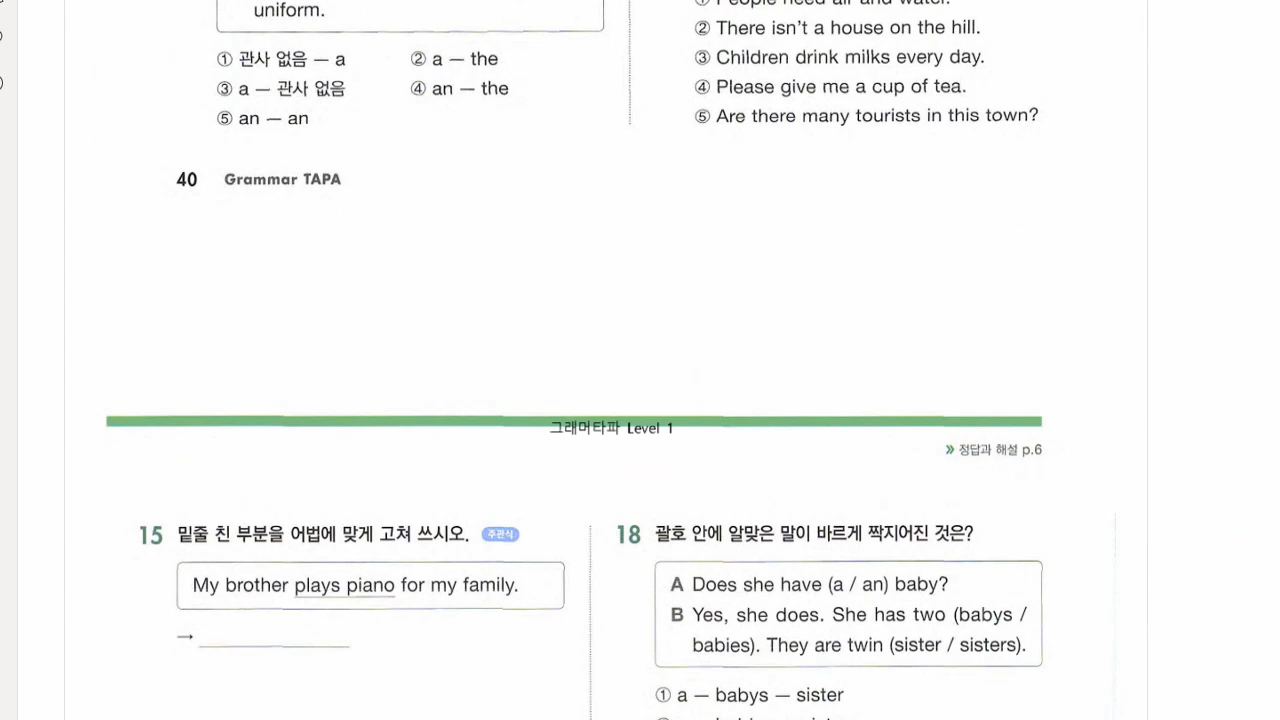 uniform.
① 관사 없음 — a
② a — the
③ a — 관사 없음
④ an — the
⑤ an — an
① People need air and water.
② There isn't a house on the hill.
③ Children drink milks every day.
④ Please give me a cup of tea.
⑤ Are there many tourists in this town?
40 Grammar TAPA
그래머타파 Level 1
» 정답과 해설 p.6
15 밑줄 친 부분을 어법에 맞게 고쳐 쓰시오. 주관식
My brother plays piano for my family.
→
18 괄호 안에 알맞은 말이 바르게 짝지어진 것은?
A Does she have (a / an) baby?
B Yes, she does. She has two (babys /
babies). They are twin (sister / sisters).
① a — babys — sister